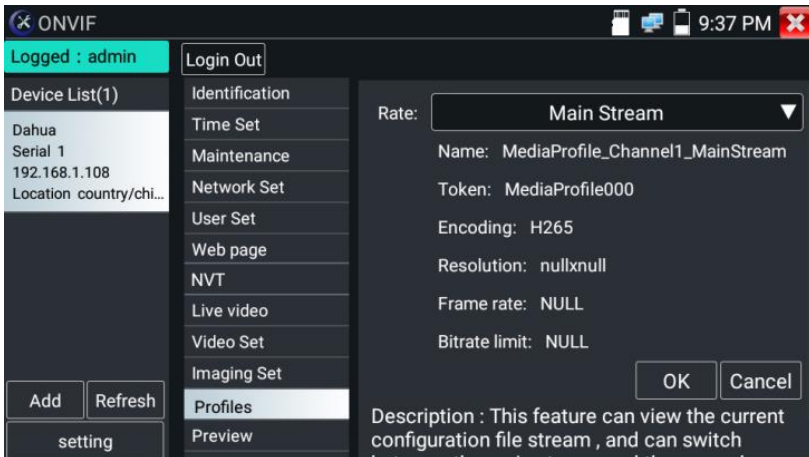 ONVIF
9:37 PM
Logged : admin
Login Out
Device List(1)
Dahua
Serial 1
192.168.1.108
Location country/chi...
Add
Refresh
setting
Identification
Time Set
Maintenance
Network Set
User Set
Web page
NVT
Live video
Video Set
Imaging Set
Profiles
Preview
Rate: Main Stream
Name: MediaProfile_Channel1_MainStream
Token: MediaProfile000
Encoding: H265
Resolution: nullxnull
Frame rate: NULL
Bitrate limit: NULL
OK
Cancel
Description : This feature can view the current
configuration file stream , and can switch